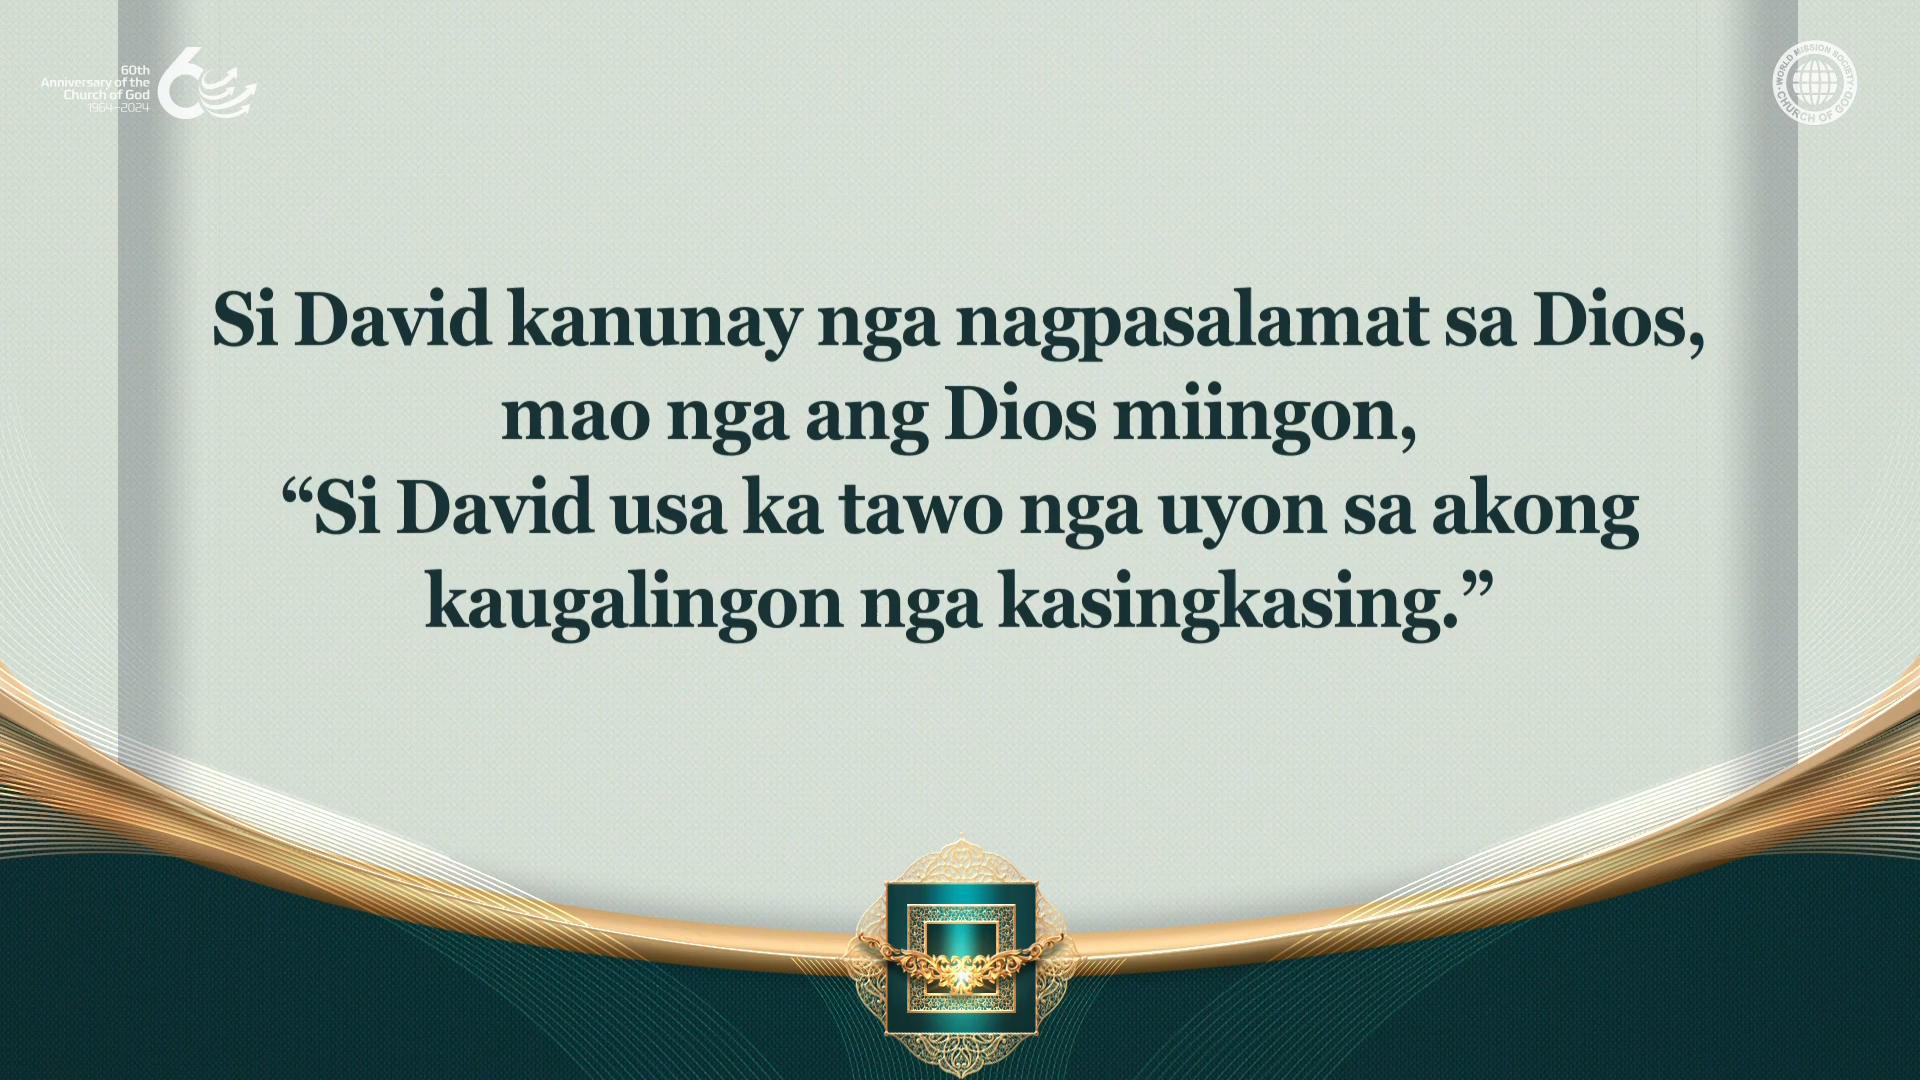 60th
Anniversary of the
Church of God
1964–2024
WORLD MISSION SOCIETY
CHURCH OF GOD
Si David kanunay nga nagpasalamat sa Dios,
mao nga ang Dios miingon,
“Si David usa ka tawo nga uyon sa akong
kaugalingon nga kasingkasing.”